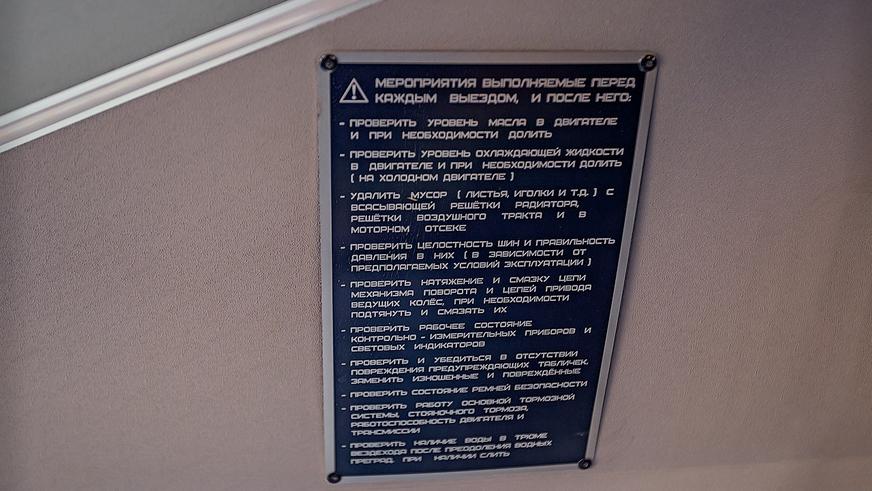 МЕРОПРИЯТИЯ ВЫПОЛНЯЕМЫЕ ПЕРЕД
КАЖДЫМ ВЫЕЗДОМ, И ПОСЛЕ НЕГО:
- ПРОВЕРИТЬ УРОВЕНЬ МАСЛА В ДВИГАТЕЛЕ
И ПРИ НЕОБХОДИМОСТИ ДОЛИТЬ
- ПРОВЕРИТЬ УРОВЕНЬ ОХЛАЖДАЮЩЕЙ ЖИДКОСТИ
В ДВИГАТЕЛЕ И ПРИ НЕОБХОДИМОСТИ ДОЛИТЬ
( НА ХОЛОДНОМ ДВИГАТЕЛЕ )
- УДАЛИТЬ МУСОР ( ЛИСТЬЯ, ИГОЛКИ И Т.Д. ) С
ВСАСЫВАЮЩЕЙ РЕШЁТКИ РАДИАТОРА,
РЕШЁТКИ ВОЗДУШНОГО ТРАКТА И В
МОТОРНОМ ОТСЕКЕ
- ПРОВЕРИТЬ ЦЕЛОСТНОСТЬ ШИН И ПРАВИЛЬНОСТЬ
ДАВЛЕНИЯ В НИХ ( В ЗАВИСИМОСТИ ОТ
ПРЕДПОЛАГАЕМЫХ УСЛОВИЙ ЭКСПЛУАТАЦИИ )
- ПРОВЕРИТЬ НАТЯЖЕНИЕ И СМАЗКУ ЦЕПИ
МЕХАНИЗМА ПОВОРОТА И ЦЕПЕЙ ПРИВОДА
ВЕДУЩИХ КОЛЁС, ПРИ НЕОБХОДИМОСТИ
ПОДТЯНУТЬ И СМАЗАТЬ ИХ
- ПРОВЕРИТЬ РАБОЧЕЕ СОСТОЯНИЕ
КОНТРОЛЬНО - ИЗМЕРИТЕЛЬНЫХ ПРИБОРОВ И
СВЕТОВЫХ ИНДИКАТОРОВ
- ПРОВЕРИТЬ И УБЕДИТЬСЯ В ОТСУТСТВИИ
ПОВРЕЖДЕНИЯ ПРЕДУПРЕЖДАЮЩИХ ТАБЛИЧЕК,
ЗАМЕНИТЬ ИЗНОШЕННЫЕ И ПОВРЕЖДЁННЫЕ
- ПРОВЕРИТЬ СОСТОЯНИЕ РЕМНЕЙ БЕЗОПАСНОСТИ
- ПРОВЕРИТЬ РАБОТУ ОСНОВНОЙ ТОРМОЗНОЙ
СИСТЕМЫ, СТОЯНОЧНОГО ТОРМОЗА,
РАБОТОСПОСОБНОСТЬ ДВИГАТЕЛЯ И
ТРАНСМИССИИ
- ПРОВЕРИТЬ НАЛИЧИЕ ВОДЫ В ТРЮМЕ
ВЕЗДЕХОДА ПОСЛЕ ПРЕОДОЛЕНИЯ ВОДНЫХ
ПРЕГРАД, ПРИ НАЛИЧИИ СЛИТЬ